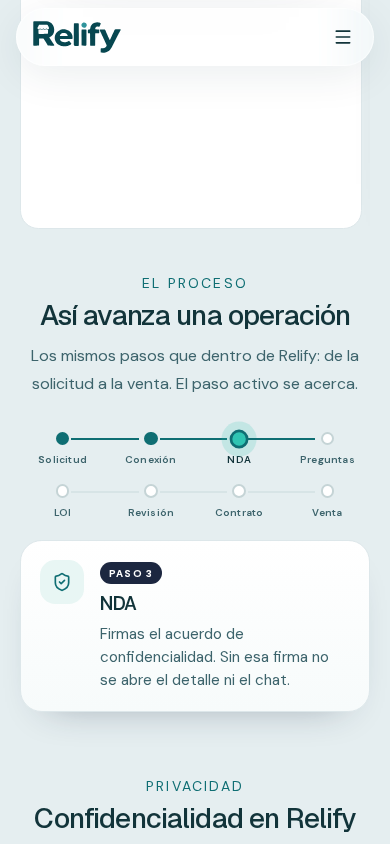 Relify
EL PROCESO
Así avanza una operación
Los mismos pasos que dentro de Relify: de la
solicitud a la venta. El paso activo se acerca.
Solicitud Conexión NDA Preguntas
LOI Revisión Contrato Venta
PASO 3
NDA
Firmas el acuerdo de
confidencialidad. Sin esa firma no
se abre el detalle ni el chat.
PRIVACIDAD
Confidencialidad en Relify